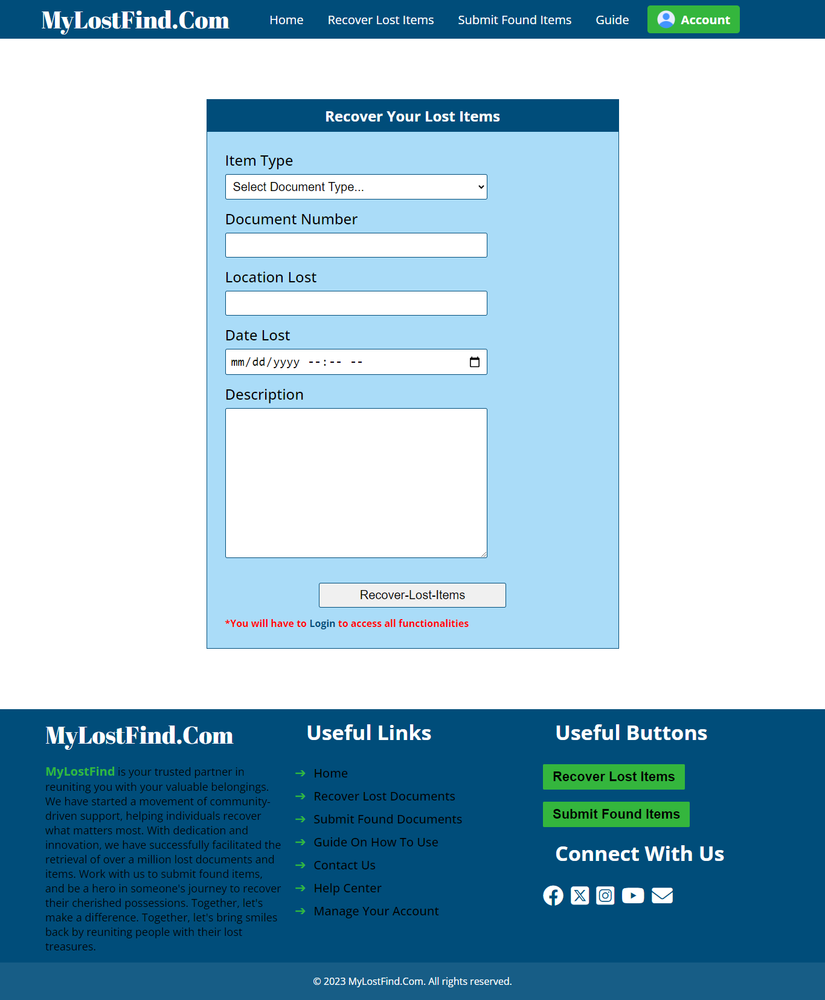 MyLostFind.Com
Home
Recover Lost Items
Submit Found Items
Guide
Account
Recover Your Lost Items
Item Type
Select Document Type...
Document Number
Location Lost
Date Lost
mm/dd/yyyy --:-- --
Description
Recover-Lost-Items
*You will have to Login to access all functionalities
MyLostFind.Com
MyLostFind is your trusted partner in
reuniting you with your valuable belongings.
We have started a movement of community-
driven support, helping individuals recover
what matters most. With dedication and
innovation, we have successfully facilitated the
retrieval of over a million lost documents and
items. Work with us to submit found items,
and be a hero in someone's journey to recover
their cherished possessions. Together, let's
make a difference. Together, let's bring smiles
back by reuniting people with their lost
treasures.
Useful Links
➔ Home
➔ Recover Lost Documents
➔ Submit Found Documents
➔ Guide On How To Use
➔ Contact Us
➔ Help Center
➔ Manage Your Account
Useful Buttons
Recover Lost Items
Submit Found Items
Connect With Us
© 2023 MyLostFind.Com. All rights reserved.